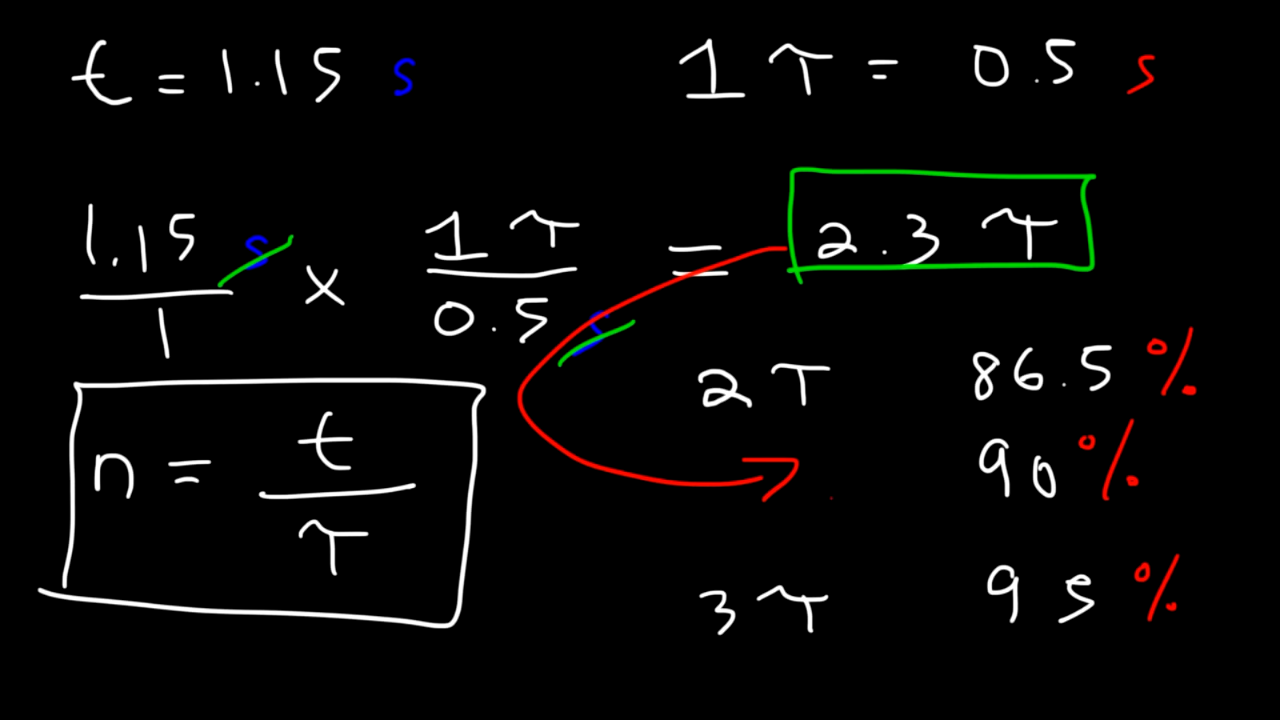 t = 1.15 s
1 τ = 0.5 s
1.15 s / 1 × 1 τ / 0.5 s = 2.3 τ
n = t / τ
2 τ 86.5 %
90 %
3 τ 95 %